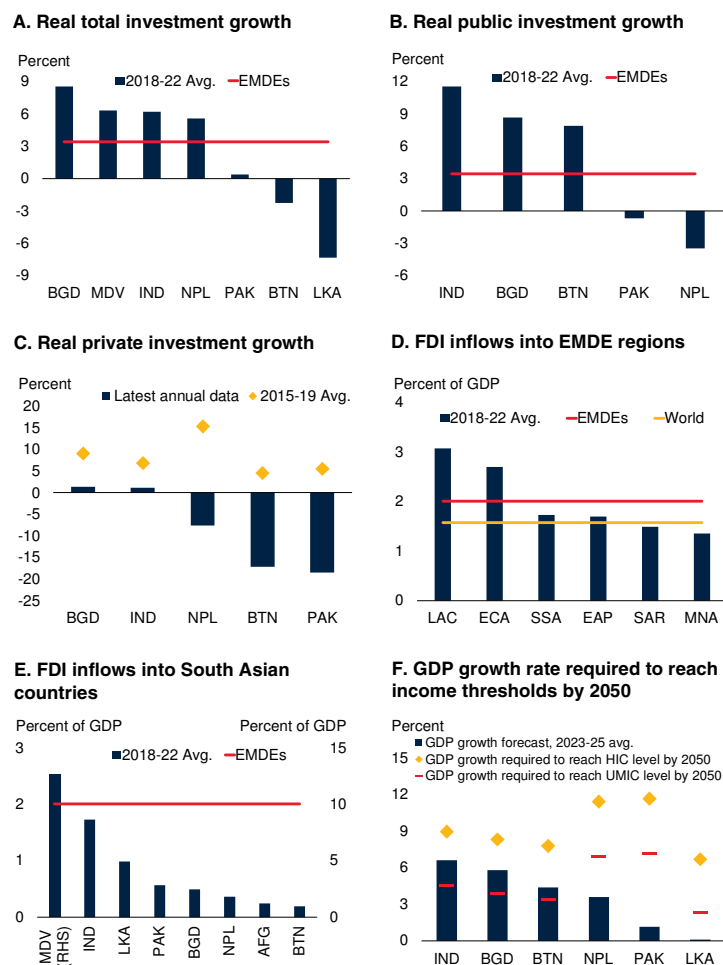 A. Real total investment growth
Percent
2018-22 Avg. EMDEs
9
6
3
0
-3
-6
-9
BGD MDV IND NPL PAK BTN LKA
B. Real public investment growth
Percent
2018-22 Avg. EMDEs
12
9
6
3
0
-3
-6
IND BGD BTN PAK NPL
C. Real private investment growth
Percent
Latest annual data 2015-19 Avg.
20
15
10
5
0
-5
-10
-15
-20
-25
BGD IND NPL BTN PAK
D. FDI inflows into EMDE regions
Percent of GDP
2018-22 Avg. EMDEs World
4
3
2
1
0
LAC ECA SSA EAP SAR MNA
E. FDI inflows into South Asian
countries
Percent of GDP Percent of GDP
2018-22 Avg. EMDEs
3 15
2 10
1 5
0 0
MDV
(RHS)
IND
LKA
PAK
BGD
NPL
AFG
BTN
F. GDP growth rate required to reach
income thresholds by 2050
Percent
GDP growth forecast, 2023-25 avg.
GDP growth required to reach HIC level by 2050
GDP growth required to reach UMIC level by 2050
15
12
9
6
3
0
IND BGD BTN NPL PAK LKA